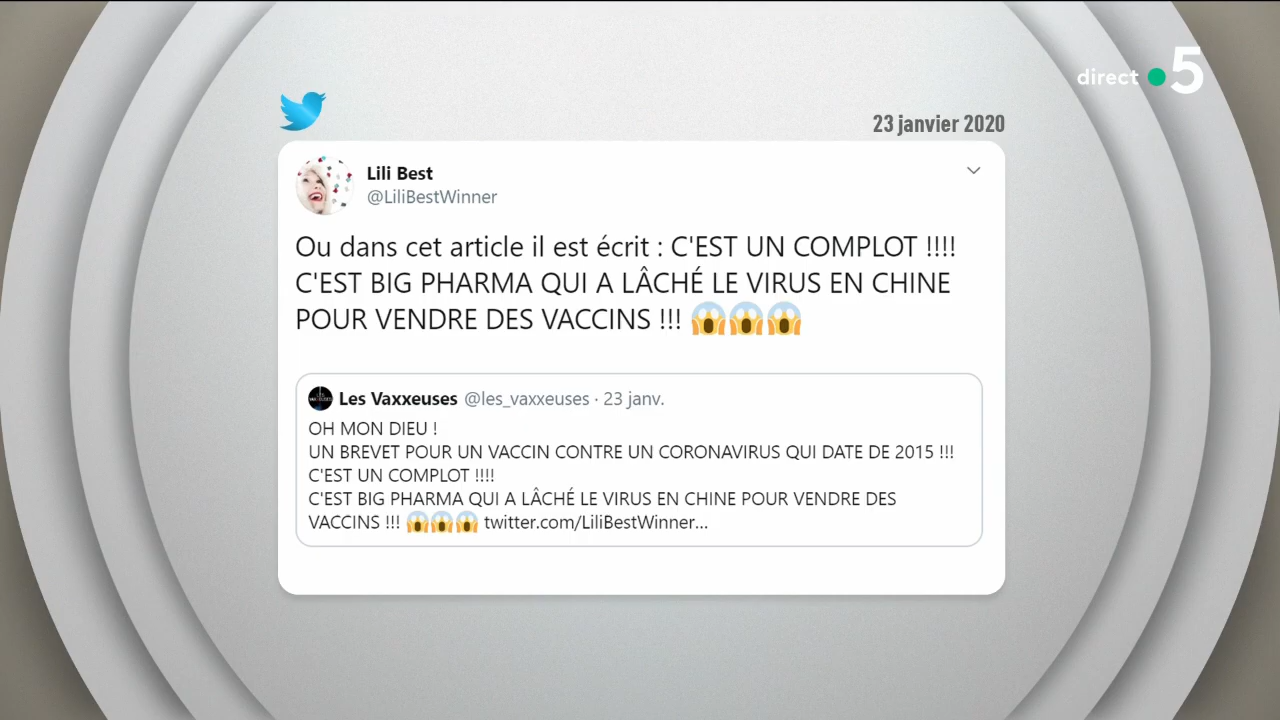 direct 5
23 janvier 2020
Lili Best
@LiliBestWinner
Ou dans cet article il est écrit : C'EST UN COMPLOT !!!!
C'EST BIG PHARMA QUI A LÂCHÉ LE VIRUS EN CHINE
POUR VENDRE DES VACCINS !!! 😱😱😱
Les Vaxxeuses @les_vaxxeuses · 23 janv.
OH MON DIEU !
UN BREVET POUR UN VACCIN CONTRE UN CORONAVIRUS QUI DATE DE 2015 !!!
C'EST UN COMPLOT !!!!
C'EST BIG PHARMA QUI A LÂCHÉ LE VIRUS EN CHINE POUR VENDRE DES
VACCINS !!! 😱😱😱 twitter.com/LiliBestWinner...